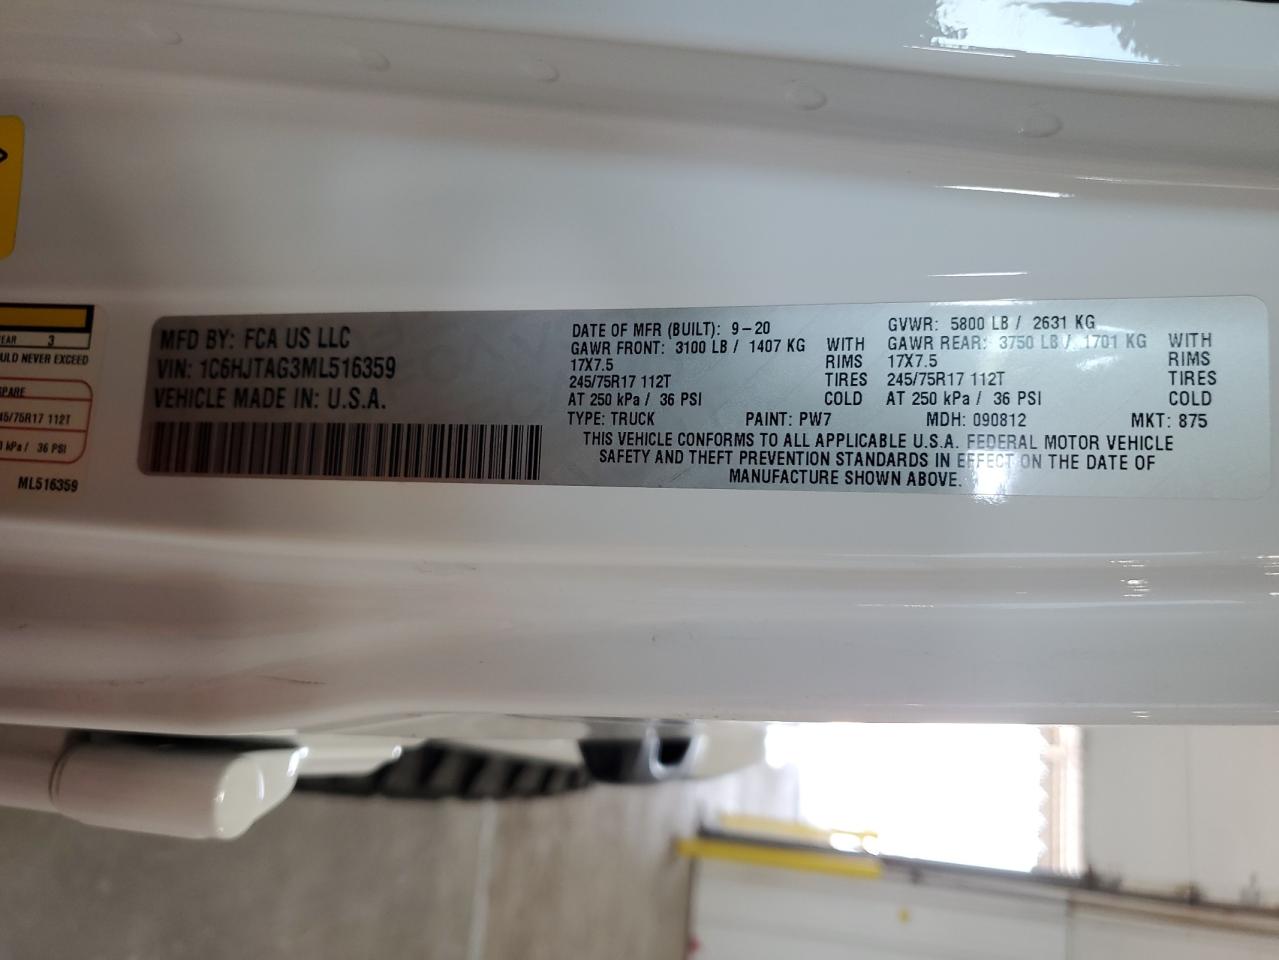 MFD BY: FCA US LLC
VIN: 1C6HJTAG3ML516359
VEHICLE MADE IN: U.S.A.
DATE OF MFR (BUILT): 9-20
GAWR FRONT: 3100 LB / 1407 KG WITH
17X7.5 RIMS
245/75R17 112T TIRES
AT 250 kPa / 36 PSI COLD
GVWR: 5800 LB / 2631 KG
GAWR REAR: 3750 LB / 1701 KG WITH
17X7.5 RIMS
245/75R17 112T TIRES
AT 250 kPa / 36 PSI COLD
TYPE: TRUCK PAINT: PW7 MDH: 090812 MKT: 875
THIS VEHICLE CONFORMS TO ALL APPLICABLE U.S.A. FEDERAL MOTOR VEHICLE
SAFETY AND THEFT PREVENTION STANDARDS IN EFFECT ON THE DATE OF
MANUFACTURE SHOWN ABOVE.
EAR 3
ULD NEVER EXCEED
SPARE
45/75R17 112T
kPa / 36 PSI
ML516359